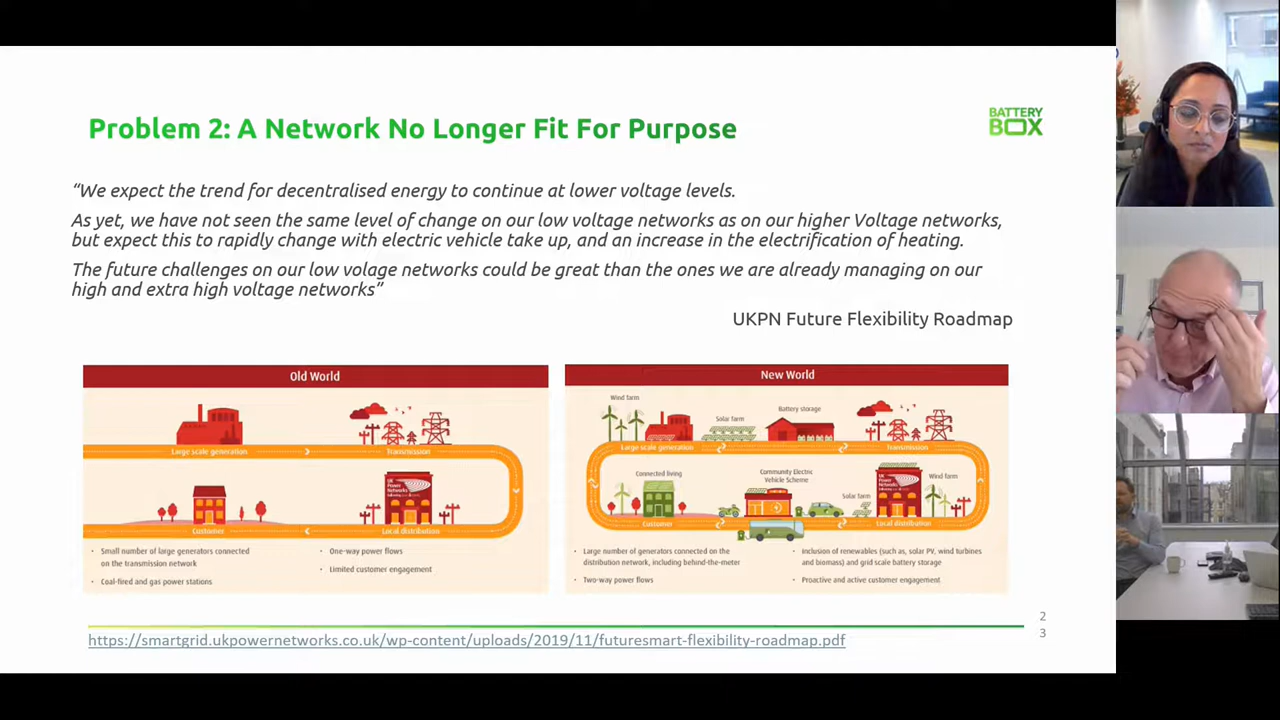 Problem 2: A Network No Longer Fit For Purpose
BATTERY
BOX
“We expect the trend for decentralised energy to continue at lower voltage levels.
As yet, we have not seen the same level of change on our low voltage networks as on our higher Voltage networks,
but expect this to rapidly change with electric vehicle take up, and an increase in the electrification of heating.
The future challenges on our low volage networks could be great than the ones we are already managing on our
high and extra high voltage networks”
UKPN Future Flexibility Roadmap
Old World
Large scale generation
Transmission
UK
Power
Networks
Customer
Local distribution
• Small number of large generators connected
on the transmission network
• Coal-fired and gas power stations
• One-way power flows
• Limited customer engagement
New World
Wind farm
Solar farm
Battery storage
Large scale generation
Transmission
Connected living
Community Electric
Vehicle Scheme
Solar farm
UK
Power
Networks
Wind farm
Customer
Local distribution
• Large number of generators connected on the
distribution network, including behind-the-meter
• Two-way power flows
• Inclusion of renewables (such as, solar PV, wind turbines
and biomass) and grid scale battery storage
• Proactive and active customer engagement
2
3
https://smartgrid.ukpowernetworks.co.uk/wp-content/uploads/2019/11/futuresmart-flexibility-roadmap.pdf